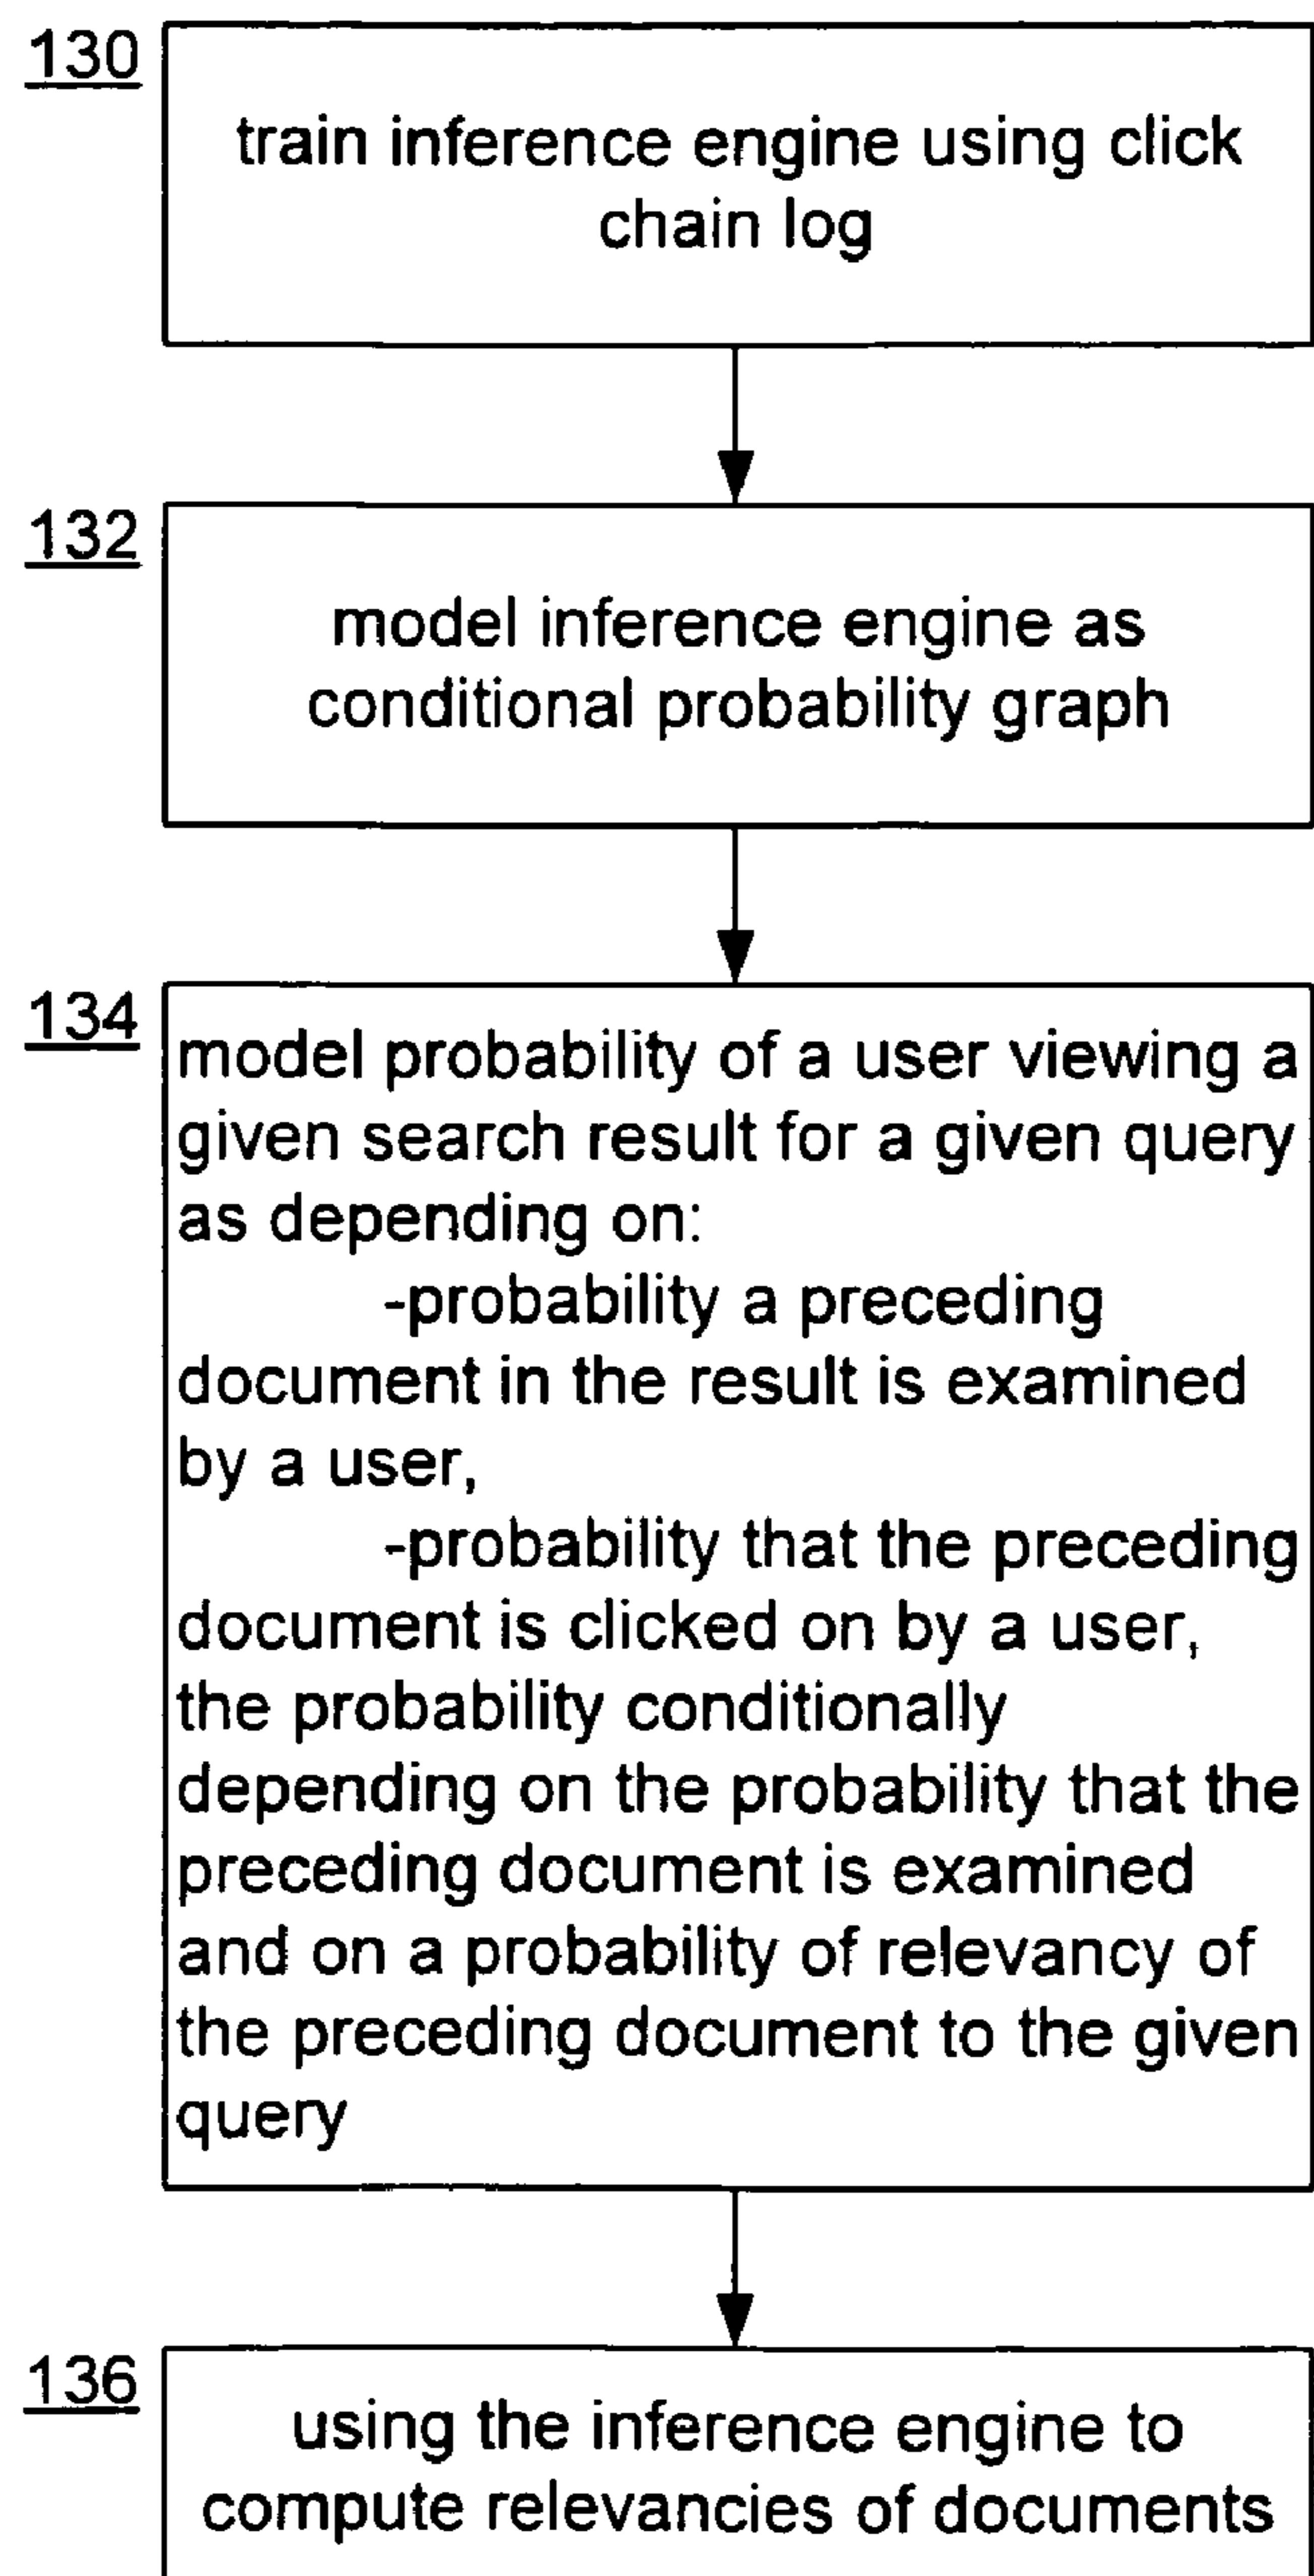 130
train inference engine using click
chain log
132
model inference engine as
conditional probability graph
134
model probability of a user viewing a
given search result for a given query
as depending on:
-probability a preceding
document in the result is examined
by a user,
-probability that the preceding
document is clicked on by a user,
the probability conditionally
depending on the probability that the
preceding document is examined
and on a probability of relevancy of
the preceding document to the given
query
136
using the inference engine to
compute relevancies of documents